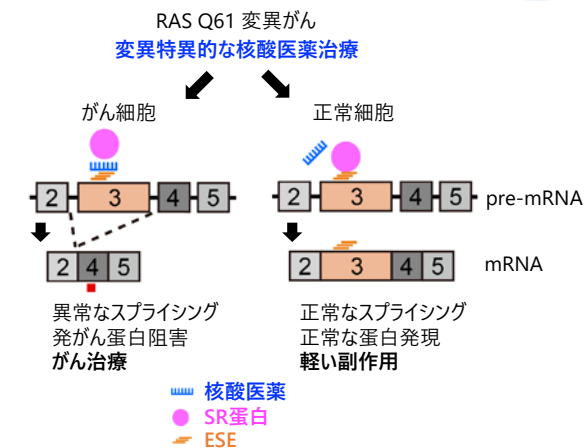 RAS Q61 変異がん
変異特異的な核酸医薬治療
がん細胞
正常細胞
2 3 4 5
2 3 4 5 pre-mRNA
2 4 5
2 3 4 5 mRNA
異常なスプライシング
発がん蛋白阻害
がん治療
正常なスプライシング
正常な蛋白発現
軽い副作用
核酸医薬
SR蛋白
ESE